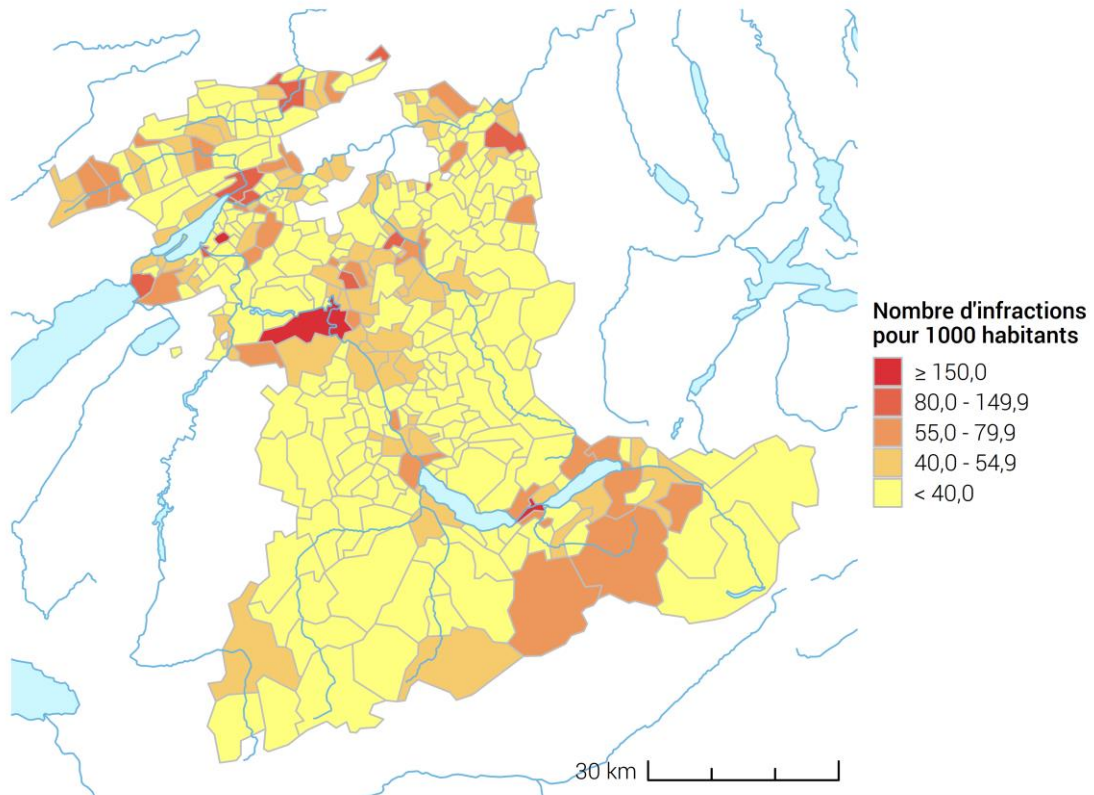 Nombre d'infractions
pour 1000 habitants
≥ 150,0
80,0 - 149,9
55,0 - 79,9
40,0 - 54,9
< 40,0
30 km